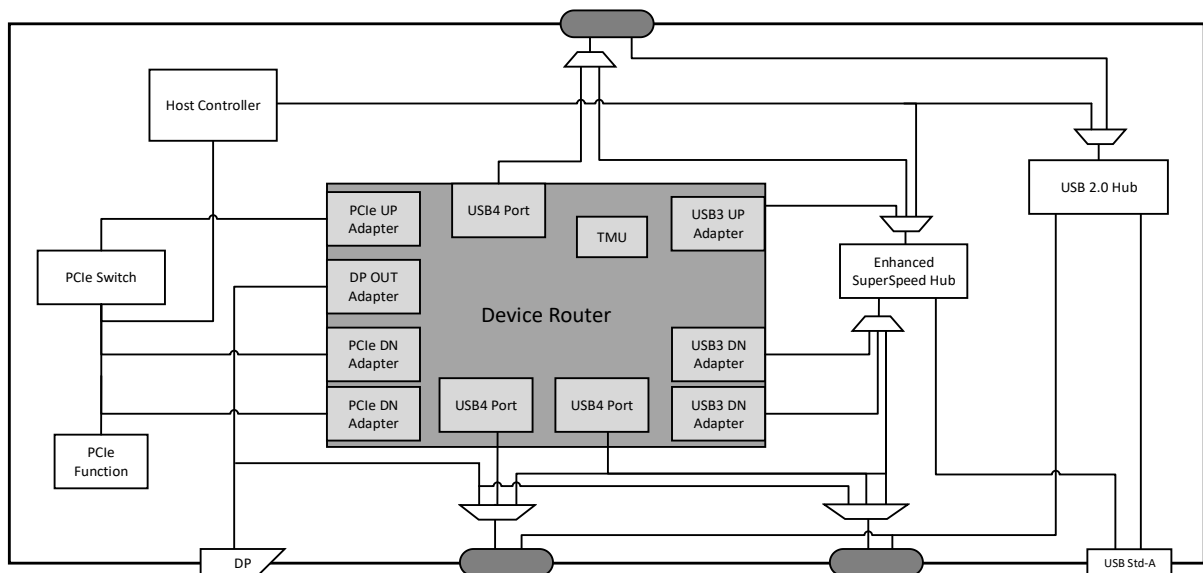 Host Controller
USB 2.0 Hub
PCIe UP
Adapter
USB4 Port
TMU
USB3 UP
Adapter
PCIe Switch
DP OUT
Adapter
Enhanced
SuperSpeed Hub
Device Router
PCIe DN
Adapter
USB3 DN
Adapter
PCIe DN
Adapter
USB4 Port
USB4 Port
USB3 DN
Adapter
PCIe
Function
DP
USB Std-A